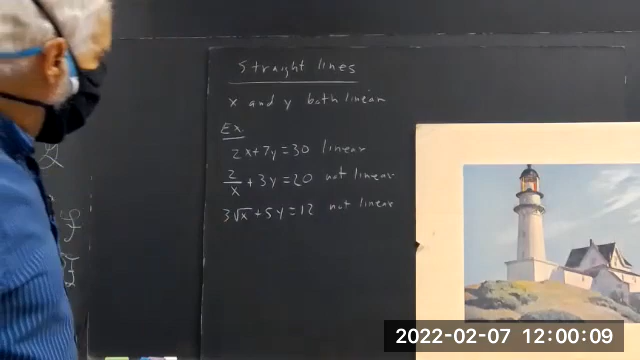 Straight lines
x and y both linear
Ex.
2x+7y=30 linear
2/x + 3y = 20 not linear
3√x + 5y = 12 not linear
2022-02-07 12:00:09